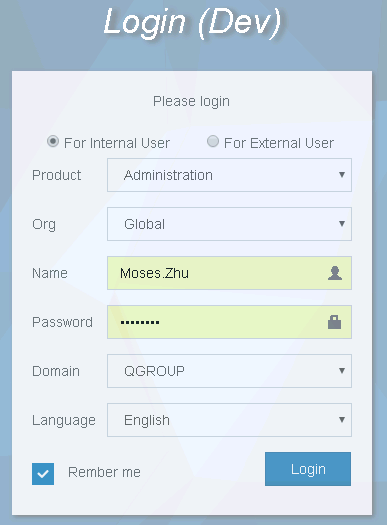 Login (Dev)
Please login
For Internal User For External User
Product Administration
Org Global
Name Moses.Zhu
Password ••••••••
Domain QGROUP
Language English
Rember me Login